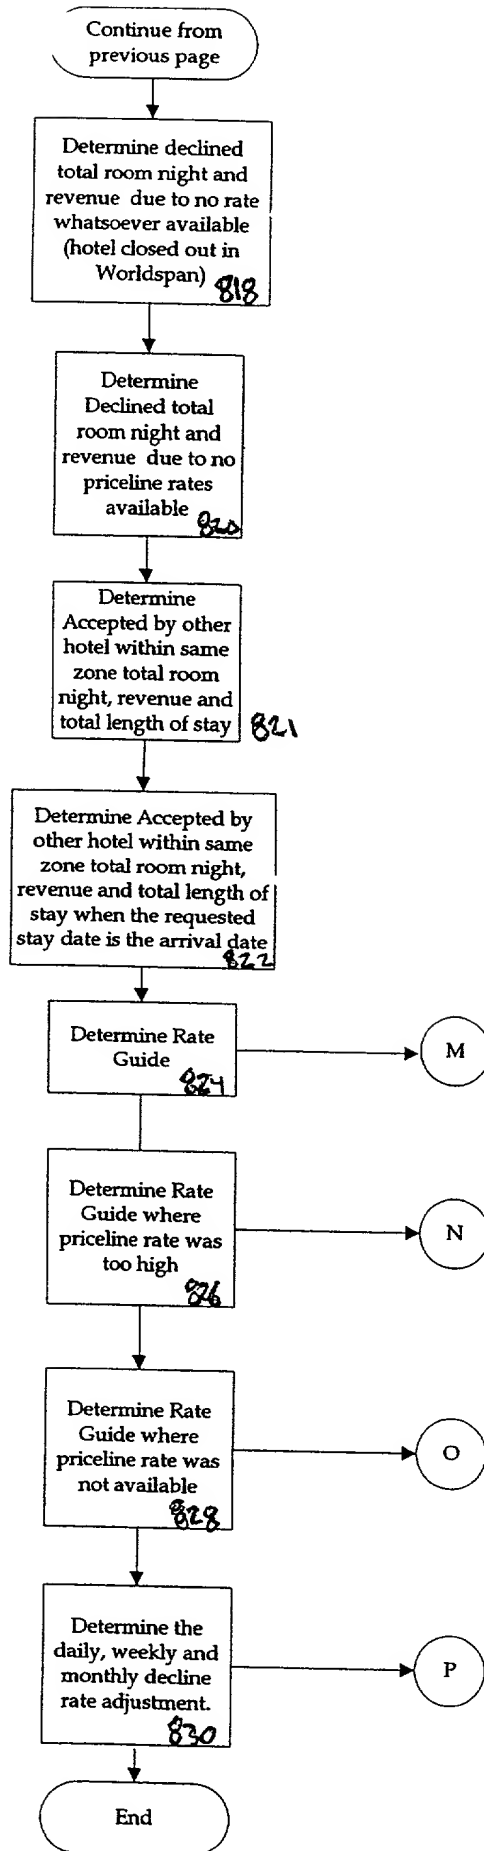 Continue from
previous page
Determine declined
total room night and
revenue due to no rate
whatsoever available
(hotel closed out in
Worldspan)
818
Determine
Declined total
room night and
revenue due to no
priceline rates
available
820
Determine
Accepted by other
hotel within same
zone total room
night, revenue and
total length of stay
821
Determine Accepted by
other hotel within same
zone total room night,
revenue and total length of
stay when the requested
stay date is the arrival date
822
Determine Rate
Guide
824
M
Determine Rate
Guide where
priceline rate was
too high
826
N
Determine Rate
Guide where
priceline rate was
not available
828
O
Determine the
daily, weekly and
monthly decline
rate adjustment.
830
P
End